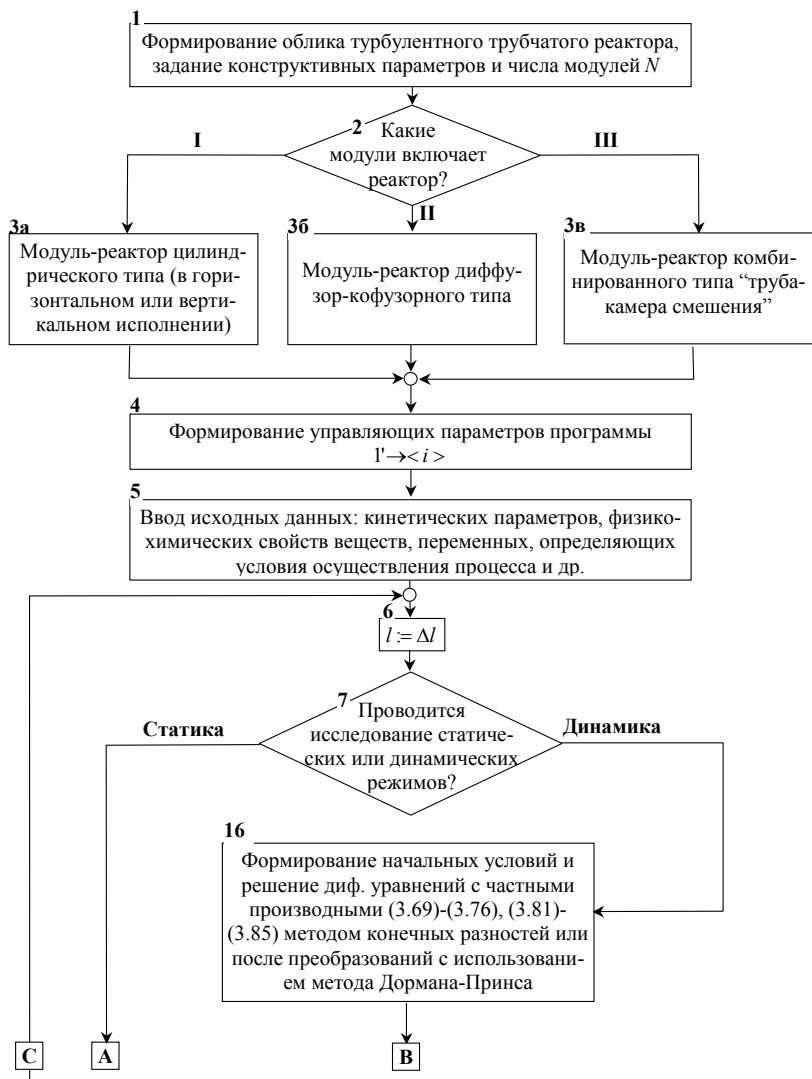 1
Формирование облика турбулентного трубчатого реактора,
задание конструктивных параметров и числа модулей N
2
Какие
модули включает
реактор?
I
III
II
3а
Модуль-реактор цилинд-
рического типа (в гори-
зонтальном или верти-
кальном исполнении)
3б
Модуль-реактор диффу-
зор-кофузорного типа
3в
Модуль-реактор комби-
нированного типа “труба-
камера смешения”
4
Формирование управляющих параметров программы
1'→< i >
5
Ввод исходных данных: кинетических параметров, физико-
химических свойств веществ, переменных, определяющих
условия осуществления процесса и др.
6
l := Δl
7
Проводится
исследование статиче-
ских или динамических
режимов?
Статика
Динамика
16
Формирование начальных условий и
решение диф. уравнений с частными
производными (3.69)-(3.76), (3.81)-
(3.85) методом конечных разностей или
после преобразований с использовани-
ем метода Дормана-Принса
С
А
В